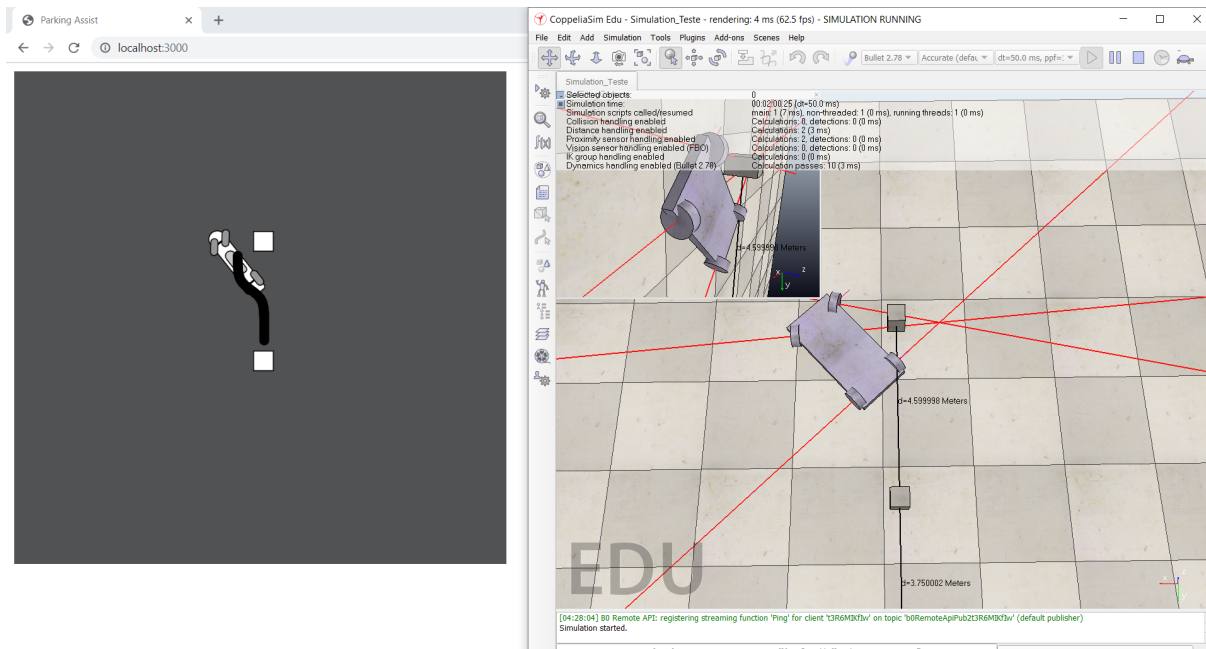 Parking Assist
localhost:3000
CoppeliaSim Edu - Simulation_Teste - rendering: 4 ms (62.5 fps) - SIMULATION RUNNING
File Edit Add Simulation Tools Plugins Add-ons Scenes Help
Bullet 2.78 Accurate (defau dt=50.0 ms, ppf=:
Simulation_Teste
Selected objects: 0
Simulation time: 00:02:00.25 (dt=50.0 ms)
Simulation scripts called/resumed main: 1 (7 ms), non-threaded: 1 (0 ms), running threads: 1 (0 ms)
Collision handling enabled Calculations: 0, detections: 0 (0 ms)
Distance handling enabled Calculations: 2 (3 ms)
Proximity sensor handling enabled Calculations: 2, detections: 0 (0 ms)
Vision sensor handling enabled (FBO) Calculations: 0, detections: 0 (0 ms)
IK group handling enabled Calculations: 0 (0 ms)
Dynamics handling enabled (Bullet 2.78) Calculation passes: 10 (3 ms)
f(x)
d=4.599998 Meters
x z
y
d=4.599998 Meters
EDU
d=3.750002 Meters
[04:28:04] B0 Remote API: registering streaming function 'Ping' for client 't3R6MIKfIw' on topic 'b0RemoteApiPub2t3R6MIKfIw' (default publisher)
Simulation started.